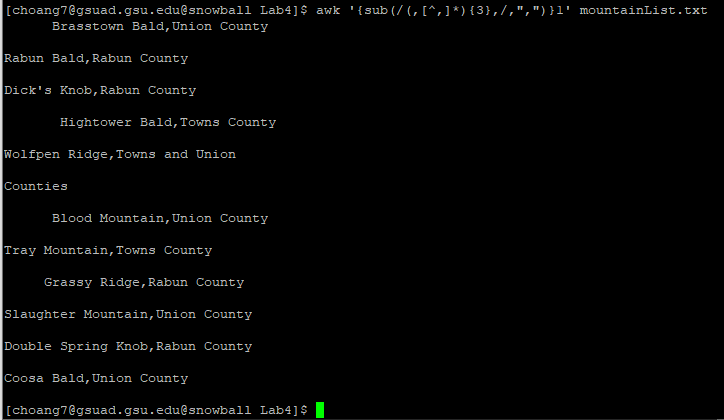 [choang7@gsuad.gsu.edu@snowball Lab4]$ awk '{sub(/(,[^,]*){3},/,",")}1' mountainList.txt
Brasstown Bald,Union County
Rabun Bald,Rabun County
Dick's Knob,Rabun County
Hightower Bald,Towns County
Wolfpen Ridge,Towns and Union
Counties
Blood Mountain,Union County
Tray Mountain,Towns County
Grassy Ridge,Rabun County
Slaughter Mountain,Union County
Double Spring Knob,Rabun County
Coosa Bald,Union County
[choang7@gsuad.gsu.edu@snowball Lab4]$